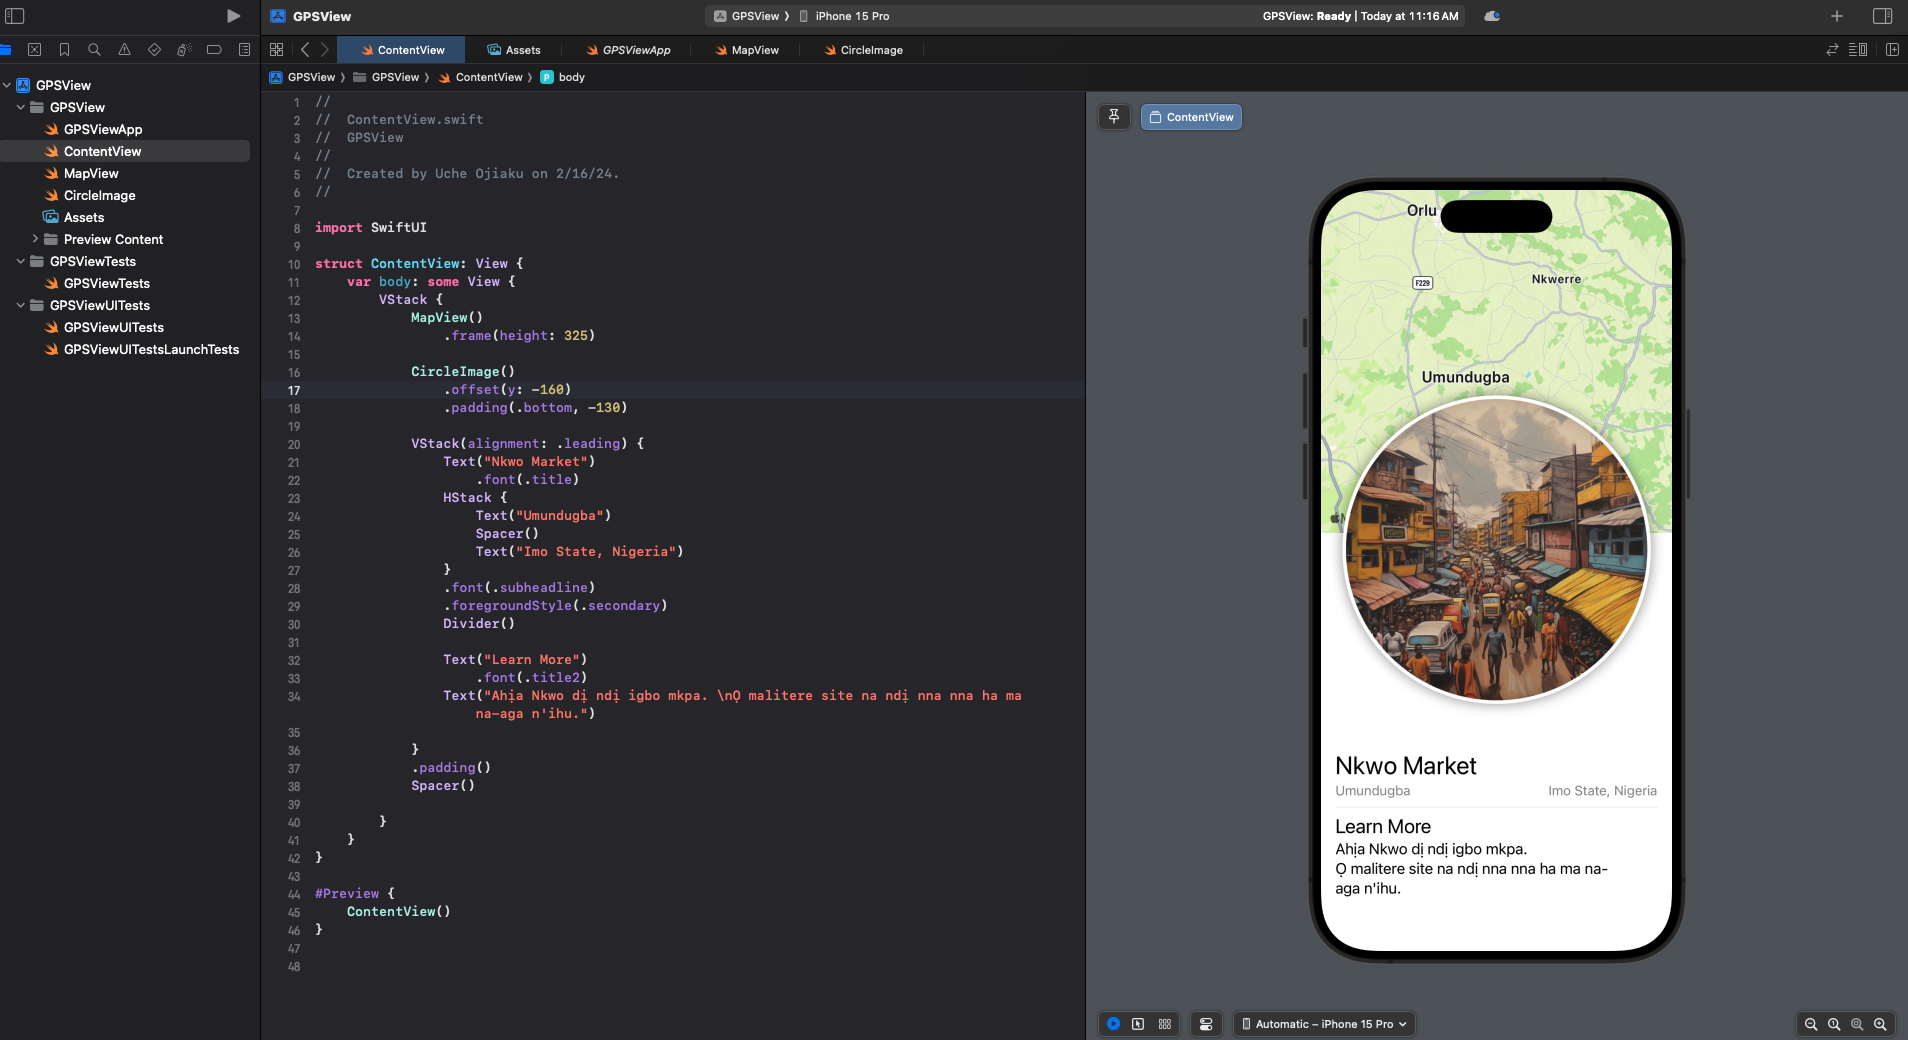 GPSView
GPSView 〉 iPhone 15 Pro
GPSView: Ready | Today at 11:16 AM
ContentView
Assets
GPSViewApp
MapView
CircleImage
GPSView 〉 GPSView 〉 ContentView 〉 P body
GPSView
GPSView
GPSViewApp
ContentView
MapView
CircleImage
Assets
Preview Content
GPSViewTests
GPSViewTests
GPSViewUITests
GPSViewUITests
GPSViewUITestsLaunchTests
1 //
2 //  ContentView.swift
3 //  GPSView
4 //
5 //  Created by Uche Ojiaku on 2/16/24.
6 //
7
8 import SwiftUI
9
10 struct ContentView: View {
11     var body: some View {
12         VStack {
13             MapView()
14                 .frame(height: 325)
15
16             CircleImage()
17                 .offset(y: -160)
18                 .padding(.bottom, -130)
19
20             VStack(alignment: .leading) {
21                 Text("Nkwo Market")
22                     .font(.title)
23                 HStack {
24                     Text("Umundugba")
25                     Spacer()
26                     Text("Imo State, Nigeria")
27                 }
28                 .font(.subheadline)
29                 .foregroundStyle(.secondary)
30                 Divider()
31
32                 Text("Learn More")
33                     .font(.title2)
34                 Text("Ahịa Nkwo dị ndị igbo mkpa. \nỌ malitere site na ndị nna nna ha ma
                    na-aga n'ihu.")
35
36             }
37             .padding()
38             Spacer()
39
40         }
41     }
42 }
43
44 #Preview {
45     ContentView()
46 }
47
48
ContentView
Orlu
Nkwerre
F229
Umundugba
Nkwo Market
Umundugba Imo State, Nigeria
Learn More
Ahịa Nkwo dị ndị igbo mkpa.
Ọ malitere site na ndị nna nna ha ma na-
aga n'ihu.
Automatic – iPhone 15 Pro